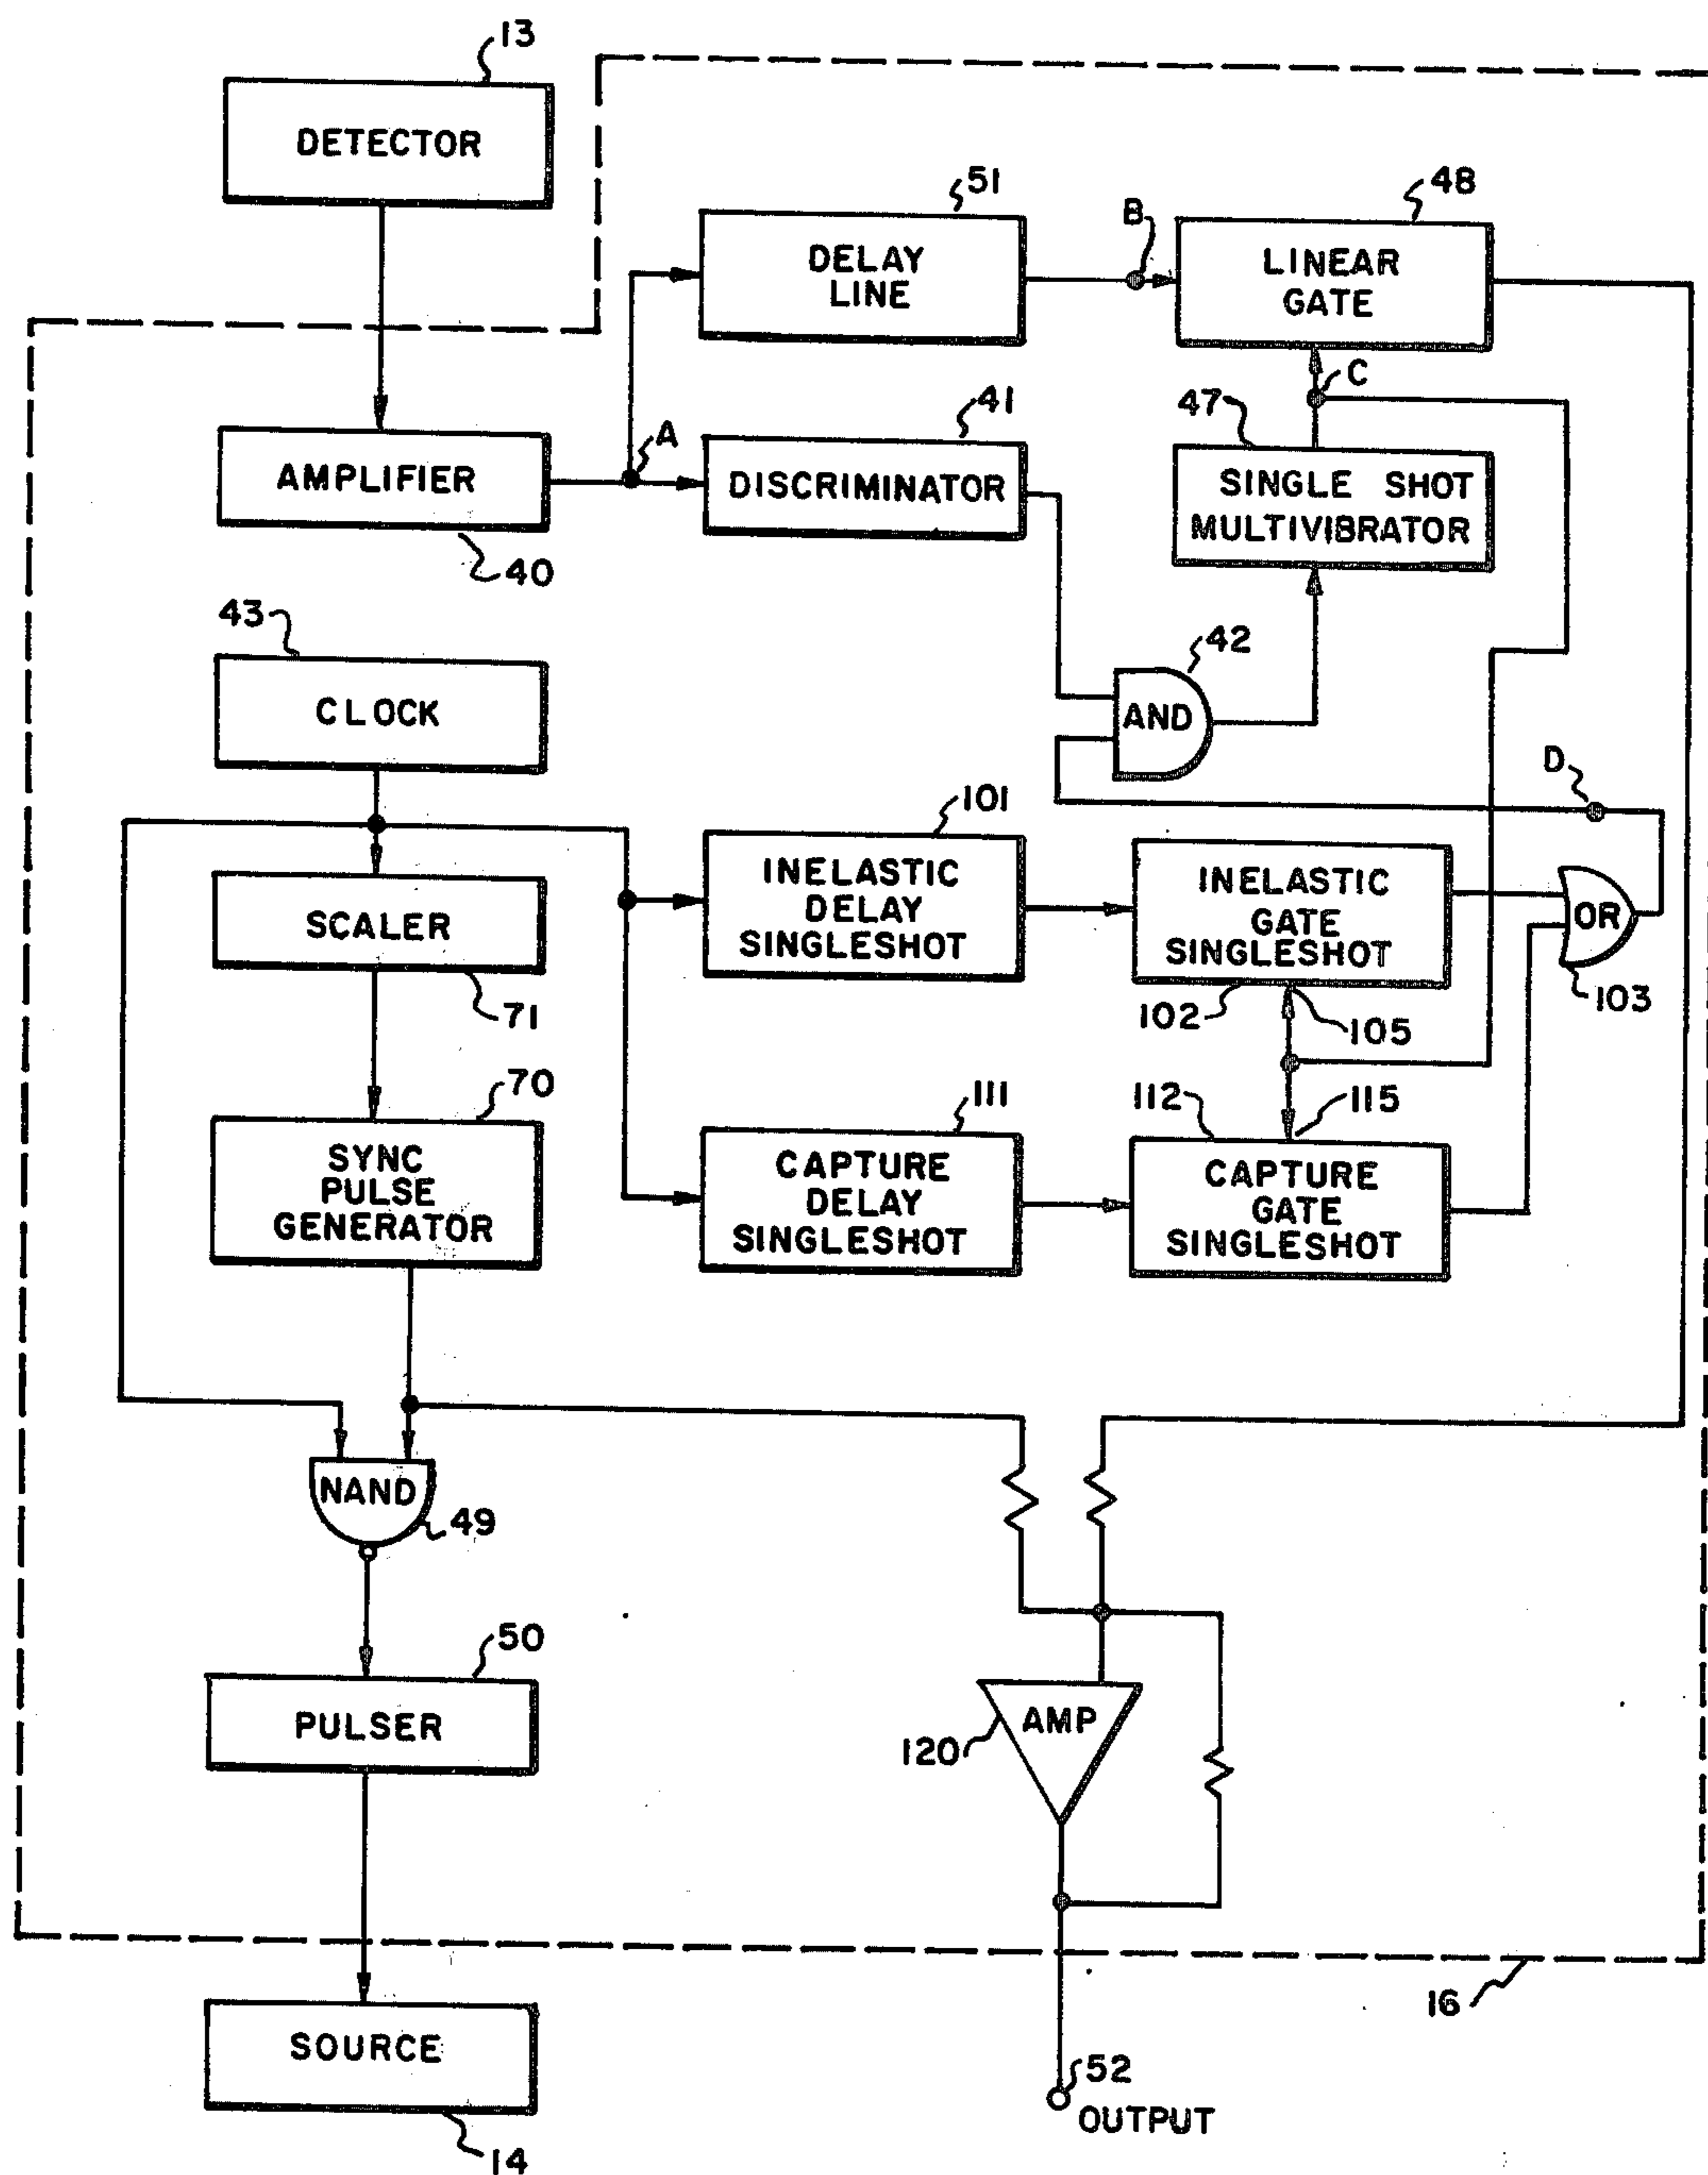 13
DETECTOR
51
DELAY
LINE
B
48
LINEAR
GATE
C
41
A
AMPLIFIER
40
DISCRIMINATOR
47
SINGLE SHOT
MULTIVIBRATOR
43
CLOCK
42
AND
D
101
INELASTIC
DELAY
SINGLESHOT
INELASTIC
GATE
SINGLESHOT
OR
103
SCALER
71
102
105
70
SYNC
PULSE
GENERATOR
111
CAPTURE
DELAY
SINGLESHOT
112
115
CAPTURE
GATE
SINGLESHOT
NAND
49
50
PULSER
AMP
120
16
SOURCE
14
52
OUTPUT